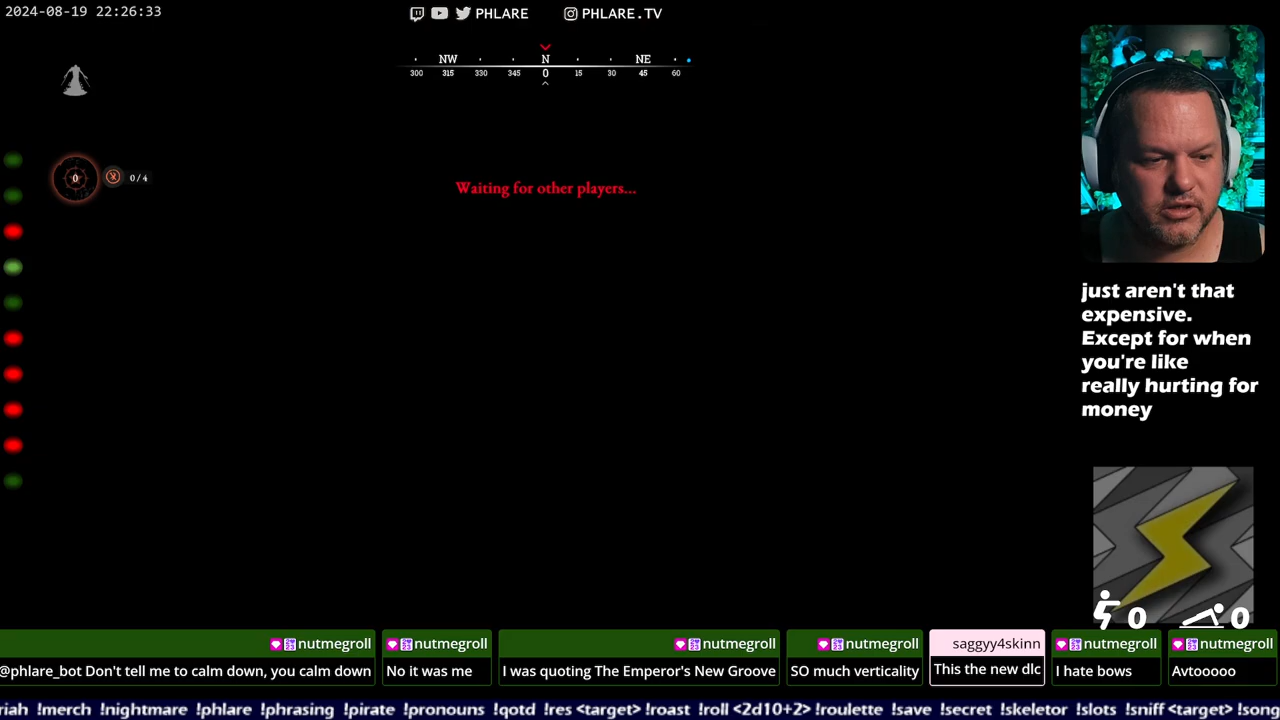 2024-08-19 22:26:33
PHLARE PHLARE.TV
NW N NE
300 315 330 345 0 15 30 45 60
0 0/4
Waiting for other players...
just aren't that
expensive.
Except for when
you're like
really hurting for
money
0 0
nutmegroll nutmegroll nutmegroll nutmegroll saggyy4skinn nutmegroll nutmegroll
@phlare_bot Don't tell me to calm down, you calm down No it was me I was quoting The Emperor's New Groove SO much verticality This the new dlc I hate bows Avtooooo
riah !merch !nightmare !phlare !phrasing !pirate !pronouns !qotd !res <target> !roast !roll <2d10+2> !roulette !save !secret !skeletor !slots !sniff <target> !song